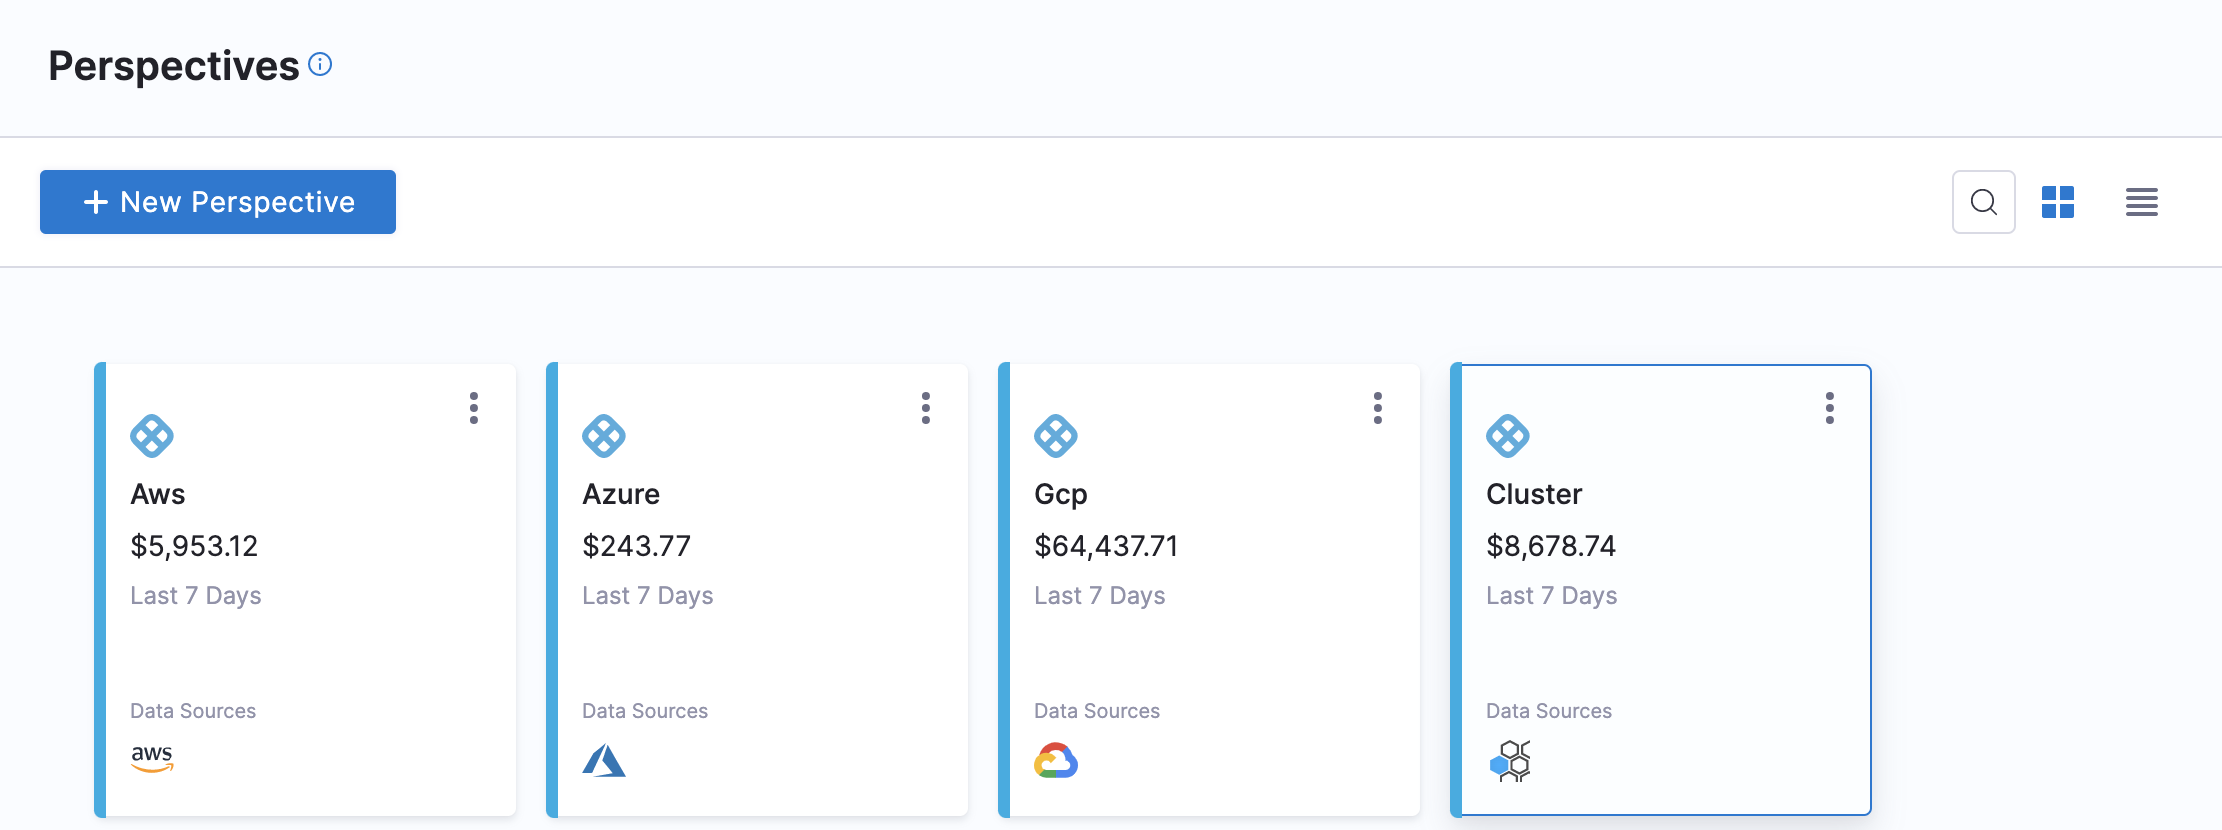 Perspectives
+ New Perspective
Aws
$5,953.12
Last 7 Days
Data Sources
aws
Azure
$243.77
Last 7 Days
Data Sources
Gcp
$64,437.71
Last 7 Days
Data Sources
Cluster
$8,678.74
Last 7 Days
Data Sources